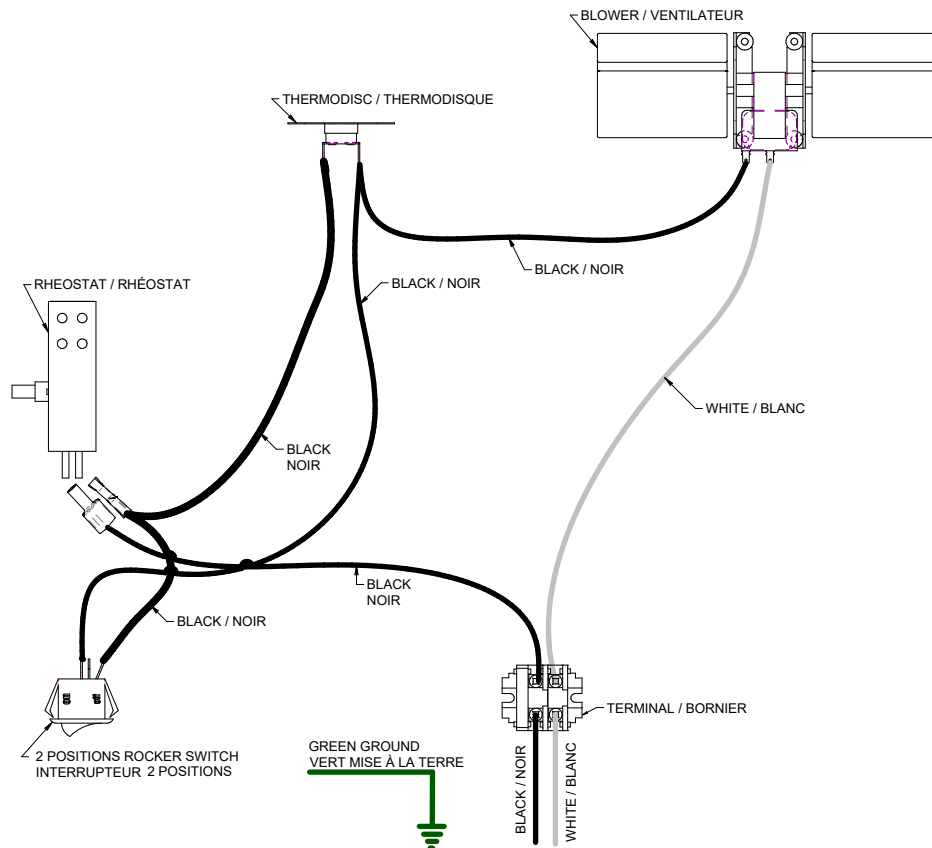 BLOWER / VENTILATEUR
THERMODISC / THERMODISQUE
BLACK / NOIR
BLACK / NOIR
RHEOSTAT / RHÉOSTAT
WHITE / BLANC
BLACK
NOIR
BLACK
NOIR
BLACK / NOIR
TERMINAL / BORNIER
2 POSITIONS ROCKER SWITCH
INTERRUPTEUR 2 POSITIONS
GREEN GROUND
VERT MISE À LA TERRE
BLACK / NOIR
WHITE / BLANC